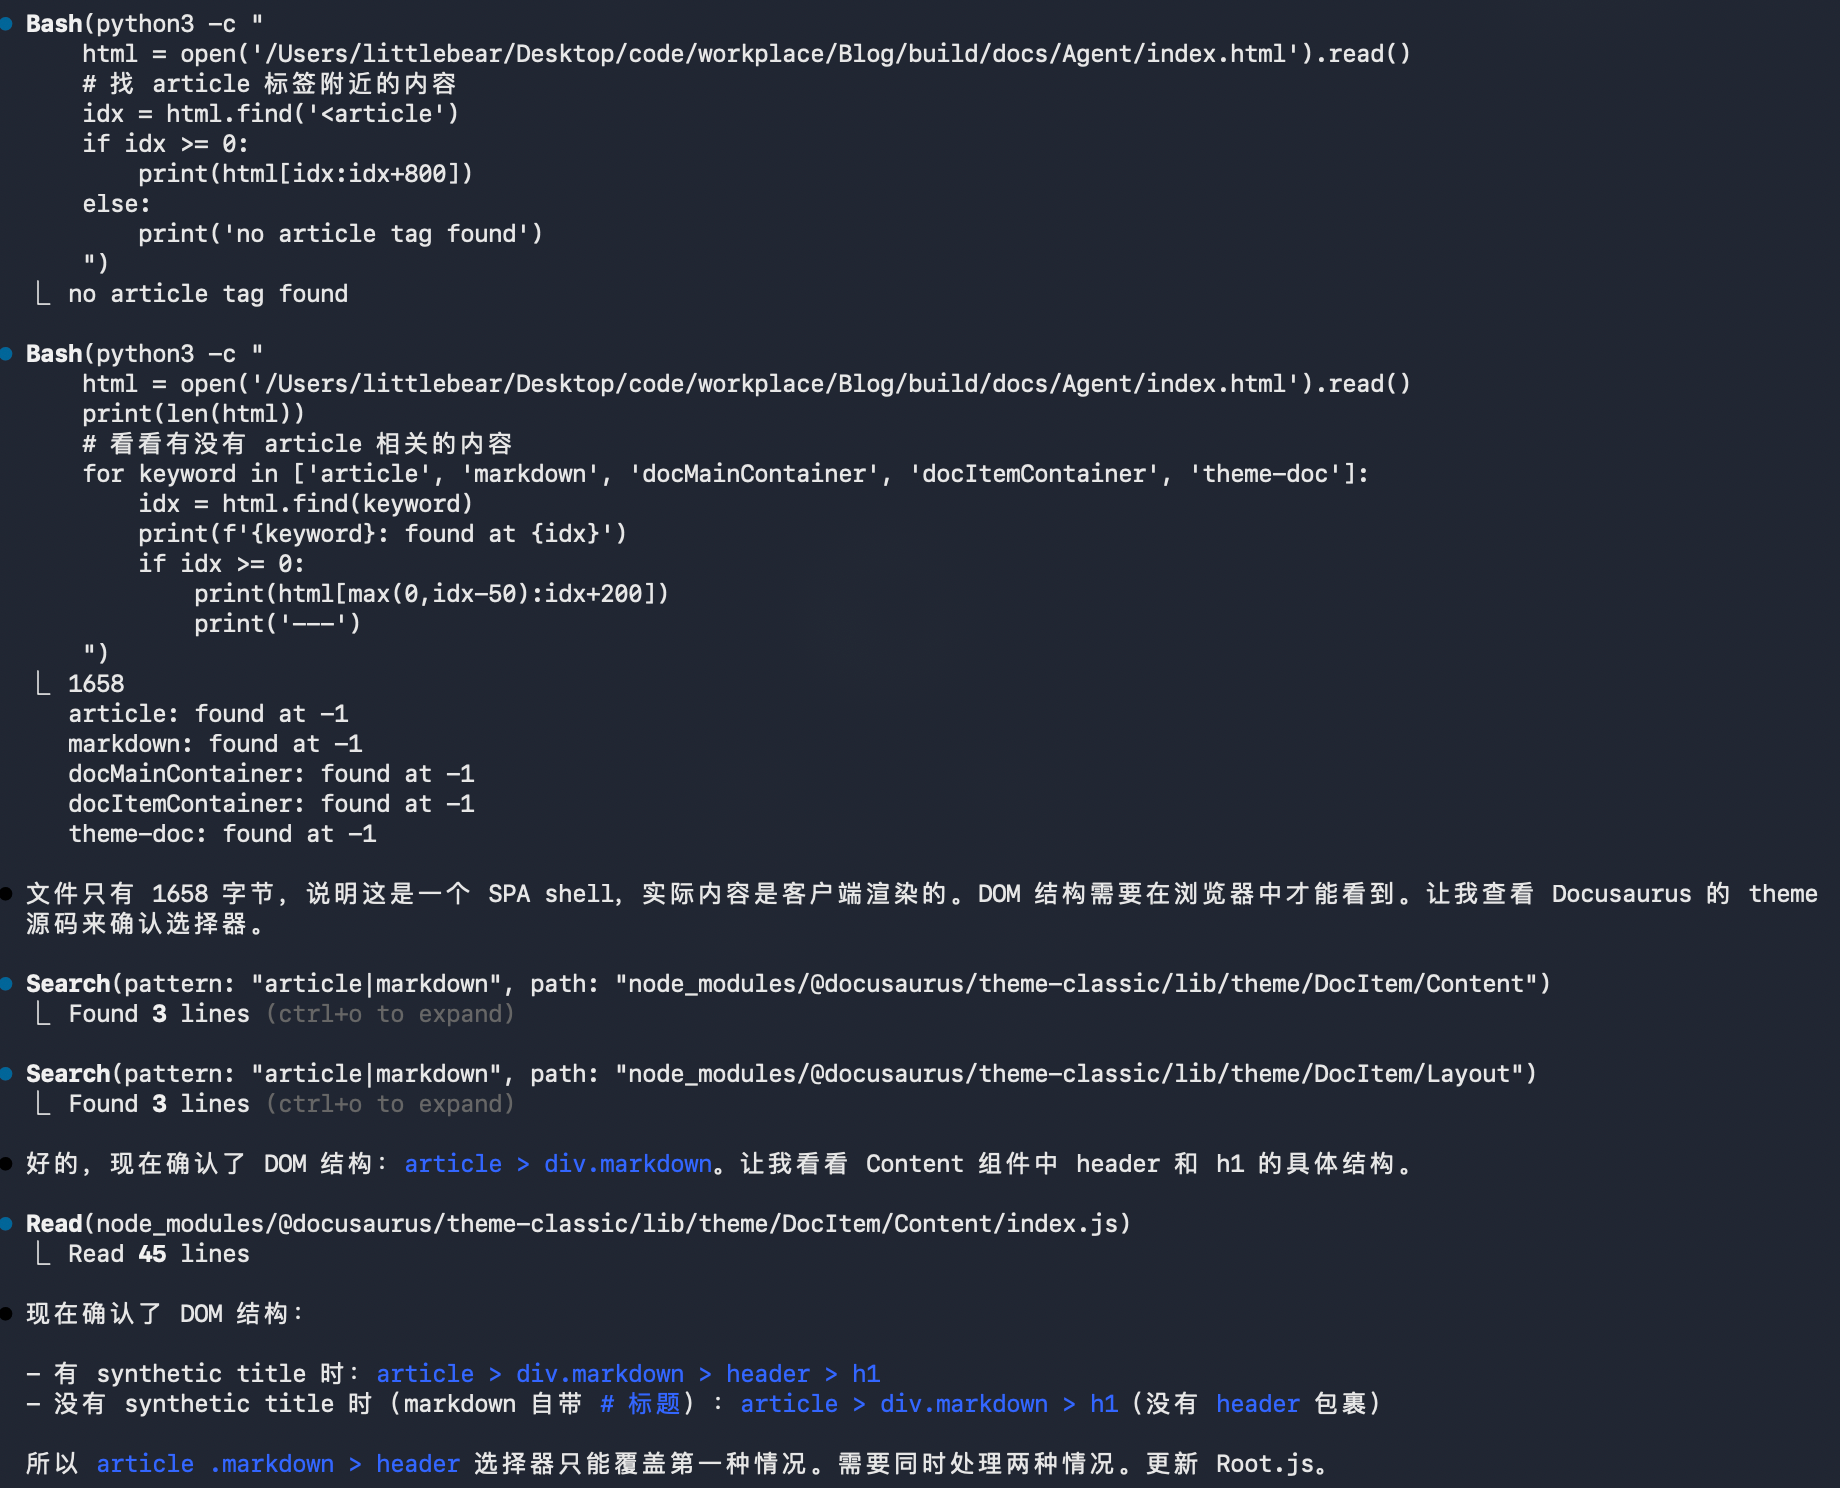 Bash(python3 -c "
html = open('/Users/littlebear/Desktop/code/workplace/Blog/build/docs/Agent/index.html').read()
# 找 article 标签附近的内容
idx = html.find('<article')
if idx >= 0:
print(html[idx:idx+800])
else:
print('no article tag found')
")
no article tag found
Bash(python3 -c "
html = open('/Users/littlebear/Desktop/code/workplace/Blog/build/docs/Agent/index.html').read()
print(len(html))
# 看看有没有 article 相关的内容
for keyword in ['article', 'markdown', 'docMainContainer', 'docItemContainer', 'theme-doc']:
idx = html.find(keyword)
print(f'{keyword}: found at {idx}')
if idx >= 0:
print(html[max(0,idx-50):idx+200])
print('---')
")
1658
article: found at -1
markdown: found at -1
docMainContainer: found at -1
docItemContainer: found at -1
theme-doc: found at -1
文件只有 1658 字节，说明这是一个 SPA shell，实际内容是客户端渲染的。DOM 结构需要在浏览器中才能看到。让我查看 Docusaurus 的 theme
源码来确认选择器。
Search(pattern: "article|markdown", path: "node_modules/@docusaurus/theme-classic/lib/theme/DocItem/Content")
Found 3 lines (ctrl+o to expand)
Search(pattern: "article|markdown", path: "node_modules/@docusaurus/theme-classic/lib/theme/DocItem/Layout")
Found 3 lines (ctrl+o to expand)
好的，现在确认了 DOM 结构：article > div.markdown。让我看看 Content 组件中 header 和 h1 的具体结构。
Read(node_modules/@docusaurus/theme-classic/lib/theme/DocItem/Content/index.js)
Read 45 lines
现在确认了 DOM 结构：
- 有 synthetic title 时：article > div.markdown > header > h1
- 没有 synthetic title 时（markdown 自带 # 标题）：article > div.markdown > h1（没有 header 包裹）
所以 article .markdown > header 选择器只能覆盖第一种情况。需要同时处理两种情况。更新 Root.js。